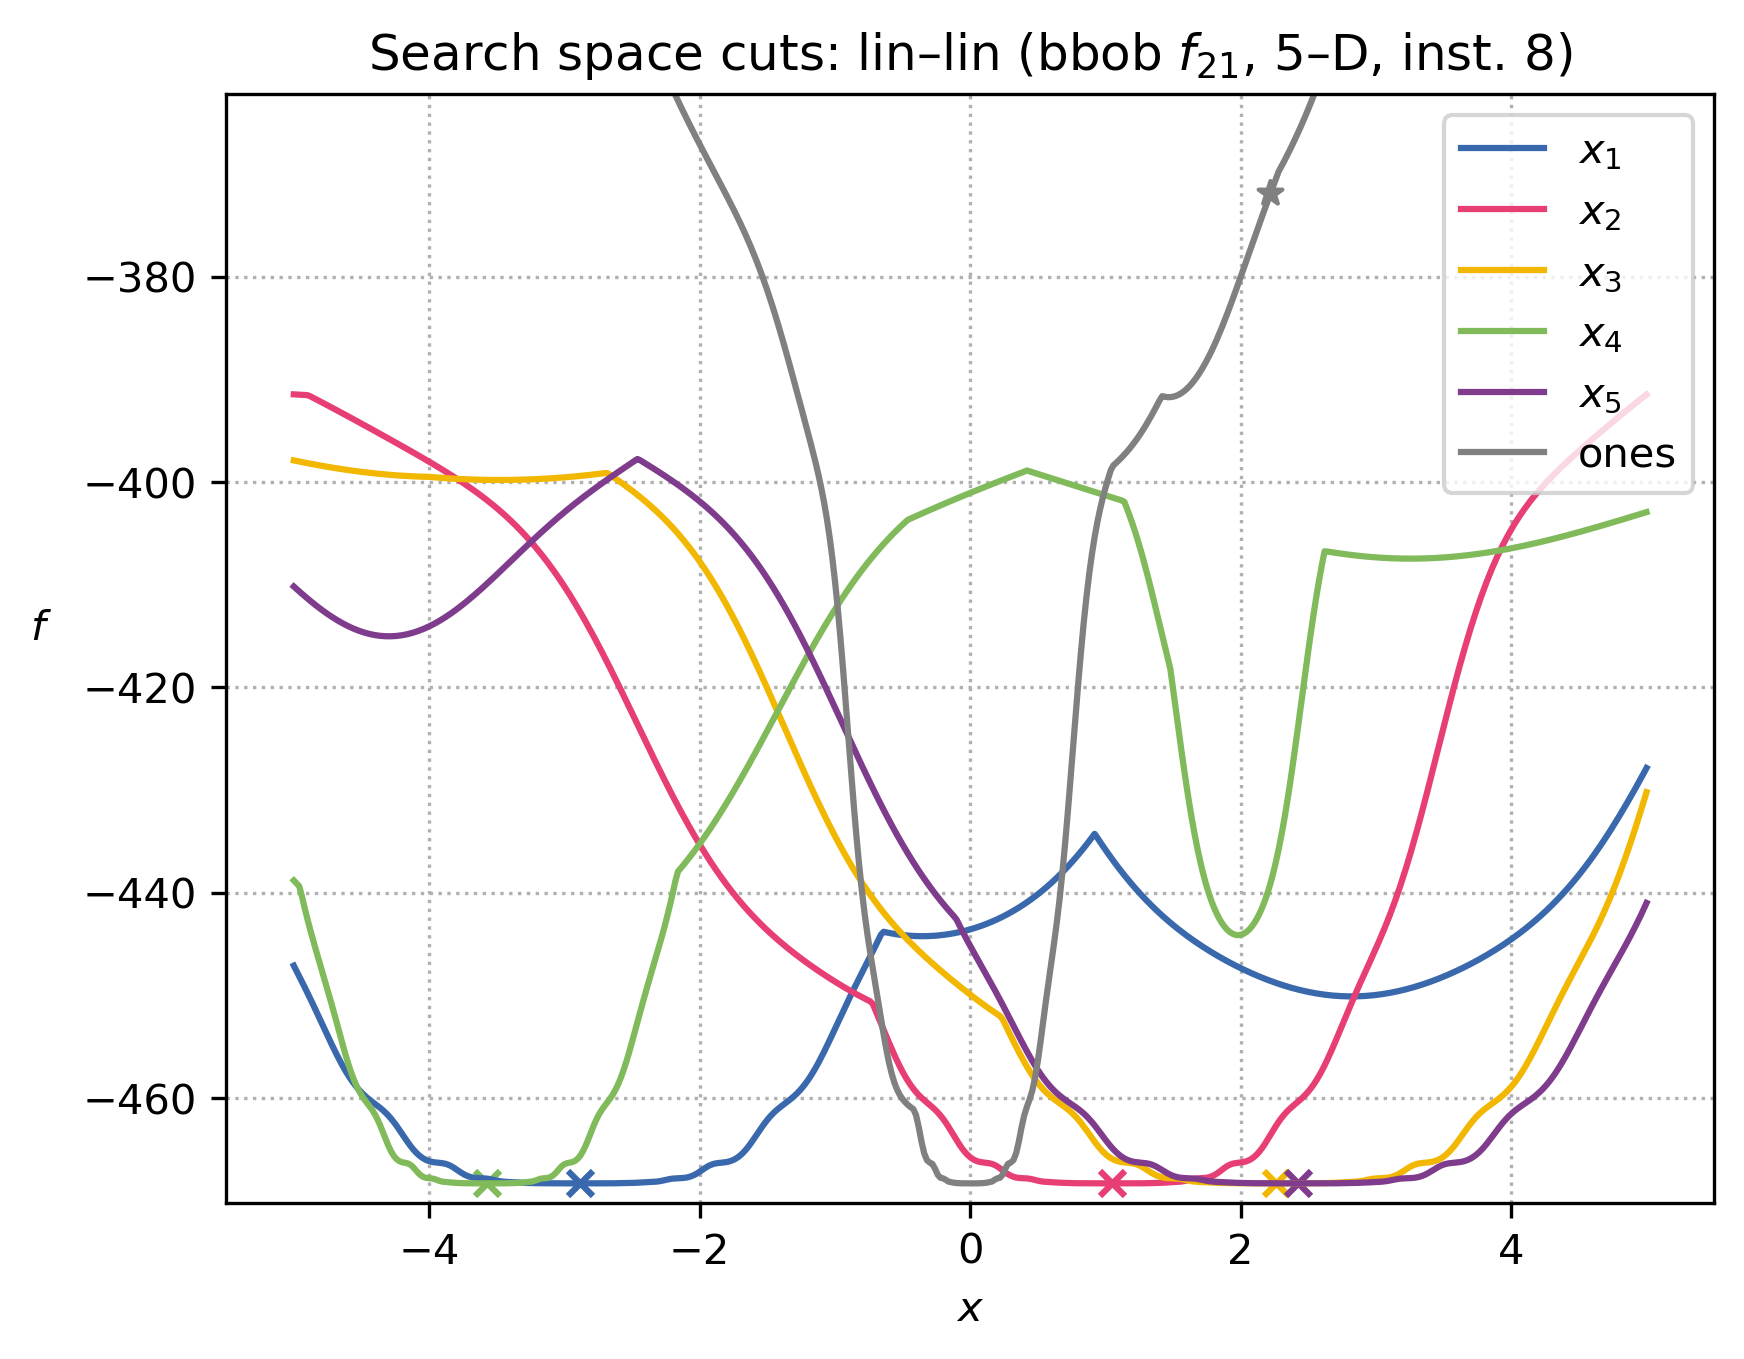 Search space cuts: lin–lin (bbob f₂₁, 5–D, inst. 8)
x₁
x₂
x₃
x₄
x₅
ones
−380
−400
−420
−440
−460
f
−4
−2
0
2
4
x